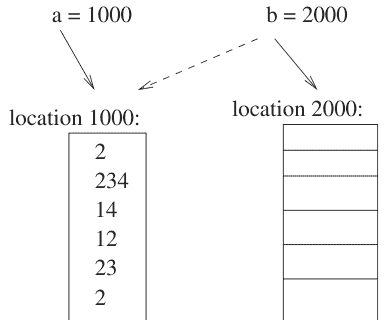 a = 1000
b = 2000
location 1000:
location 2000:
2
234
14
12
23
2